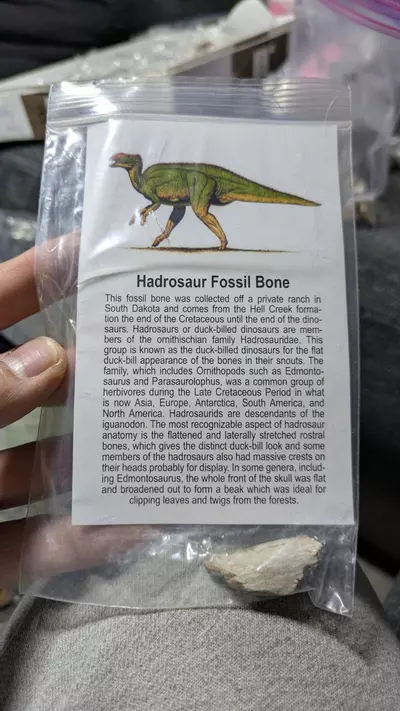 Hadrosaur Fossil Bone
This fossil bone was collected off a private ranch in
South Dakota and comes from the Hell Creek forma-
tion the end of the Cretaceous until the end of the dino-
saurs. Hadrosaurs or duck-billed dinosaurs are mem-
bers of the ornithischian family Hadrosauridae. This
group is known as the duck-billed dinosaurs for the flat
duck-bill appearance of the bones in their snouts. The
family, which includes Ornithopods such as Edmonto-
saurus and Parasaurolophus, was a common group of
herbivores during the Late Cretaceous Period in what
is now Asia, Europe, Antarctica, South America, and
North America. Hadrosaurids are descendants of the
iguanodon. The most recognizable aspect of hadrosaur
anatomy is the flattened and laterally stretched rostral
bones, which gives the distinct duck-bill look and some
members of the hadrosaurs also had massive crests on
their heads probably for display. In some genera, includ-
ing Edmontosaurus, the whole front of the skull was flat
and broadened out to form a beak which was ideal for
clipping leaves and twigs from the forests.